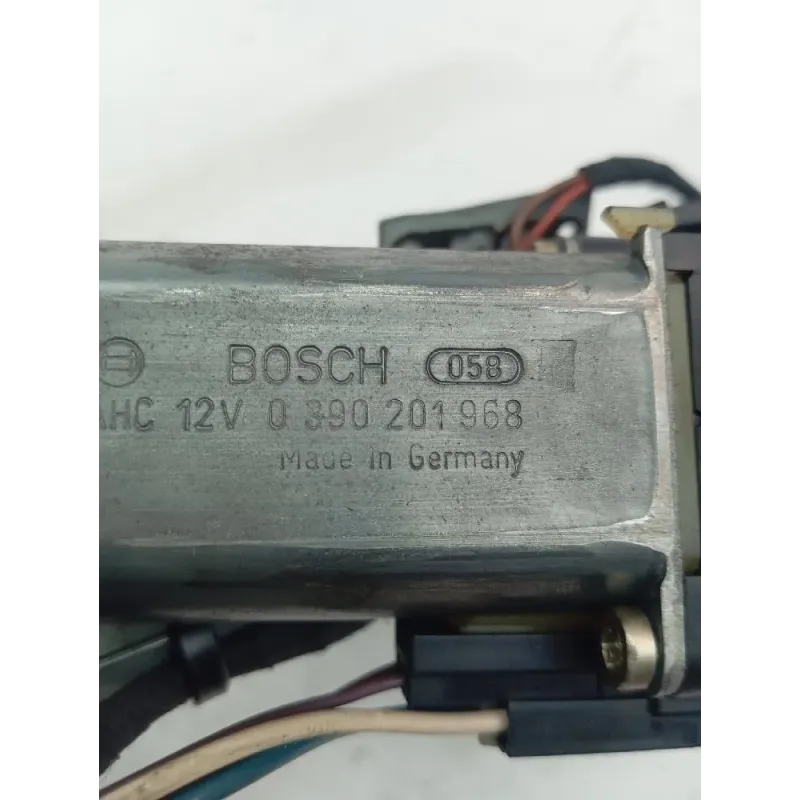 BOSCH 058
AHC 12V 0 390 201 968
Made in Germany